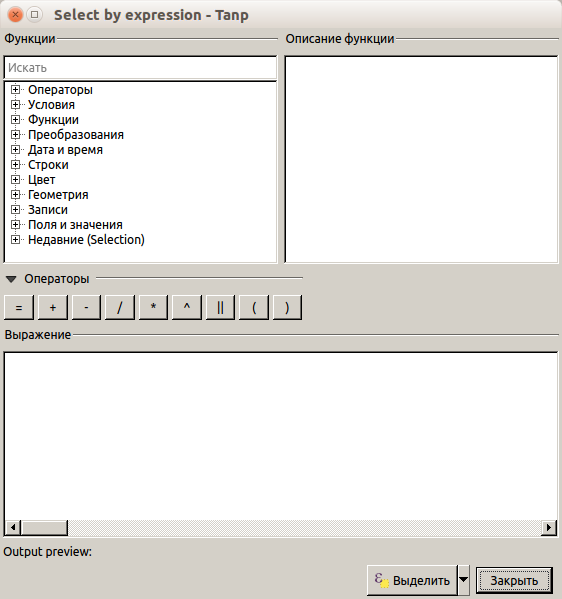 Select by expression - Tanp
Функции
Описание функции
Искать
Операторы
Условия
Функции
Преобразования
Дата и время
Строки
Цвет
Геометрия
Записи
Поля и значения
Недавние (Selection)
Операторы
= + - / * ^ || ( )
Выражение
Output preview:
ε Выделить Закрыть